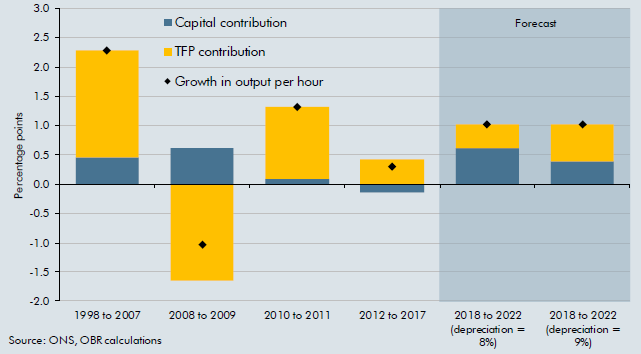 3.0
2.5
2.0
1.5
1.0
0.5
0.0
-0.5
-1.0
-1.5
-2.0
Percentage points
Capital contribution
TFP contribution
Growth in output per hour
Forecast
1998 to 2007
2008 to 2009
2010 to 2011
2012 to 2017
2018 to 2022
(depreciation =
8%)
2018 to 2022
(depreciation =
9%)
Source: ONS, OBR calculations